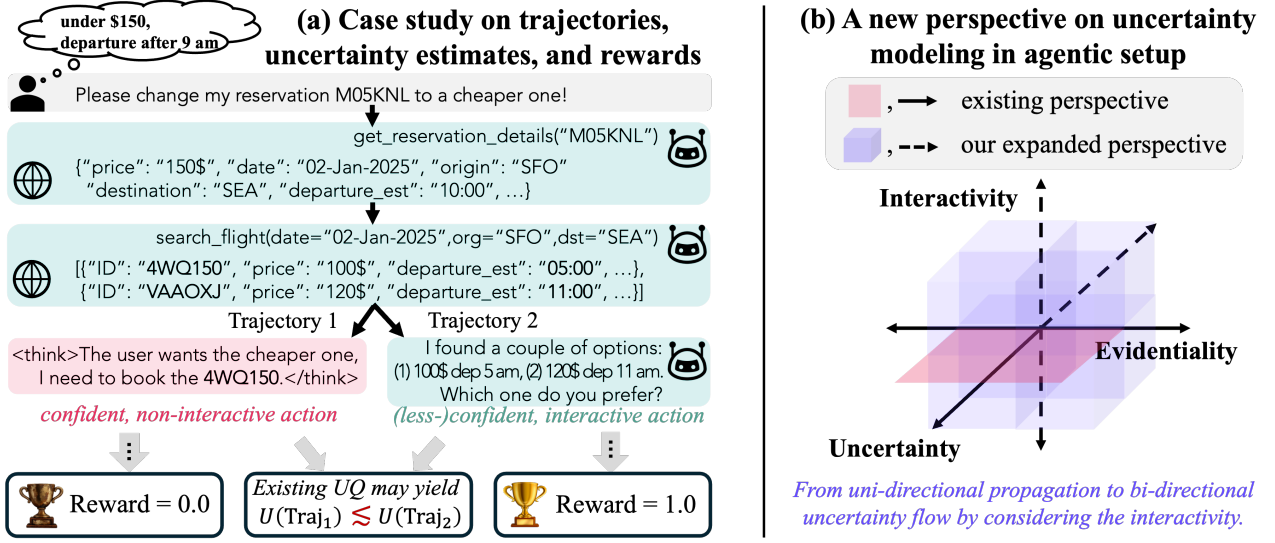 under $150,
departure after 9 am
(a) Case study on trajectories,
uncertainty estimates, and rewards
Please change my reservation M05KNL to a cheaper one!
get_reservation_details(“M05KNL”)
{“price”: “150$”, “date”: “02-Jan-2025”, “origin”: “SFO”
“destination”: “SEA”, “departure_est”: “10:00”, ...}
search_flight(date=“02-Jan-2025”,org=“SFO”,dst=“SEA”)
[{“ID”: “4WQ150”, “price”: “100$”, “departure_est”: “05:00”, ...},
{“ID”: “VAAOXJ”, “price”: “120$”, “departure_est”: “11:00”, ...}]
Trajectory 1
Trajectory 2
<think>The user wants the cheaper one,
I need to book the 4WQ150.</think>
I found a couple of options:
(1) 100$ dep 5 am, (2) 120$ dep 11 am.
Which one do you prefer?
confident, non-interactive action
(less-)confident, interactive action
...
...
Reward = 0.0
Existing UQ may yield
U(Traj₁) ≶ U(Traj₂)
Reward = 1.0
(b) A new perspective on uncertainty
modeling in agentic setup
, existing perspective
, our expanded perspective
Interactivity
Evidentiality
Uncertainty
From uni-directional propagation to bi-directional
uncertainty flow by considering the interactivity.